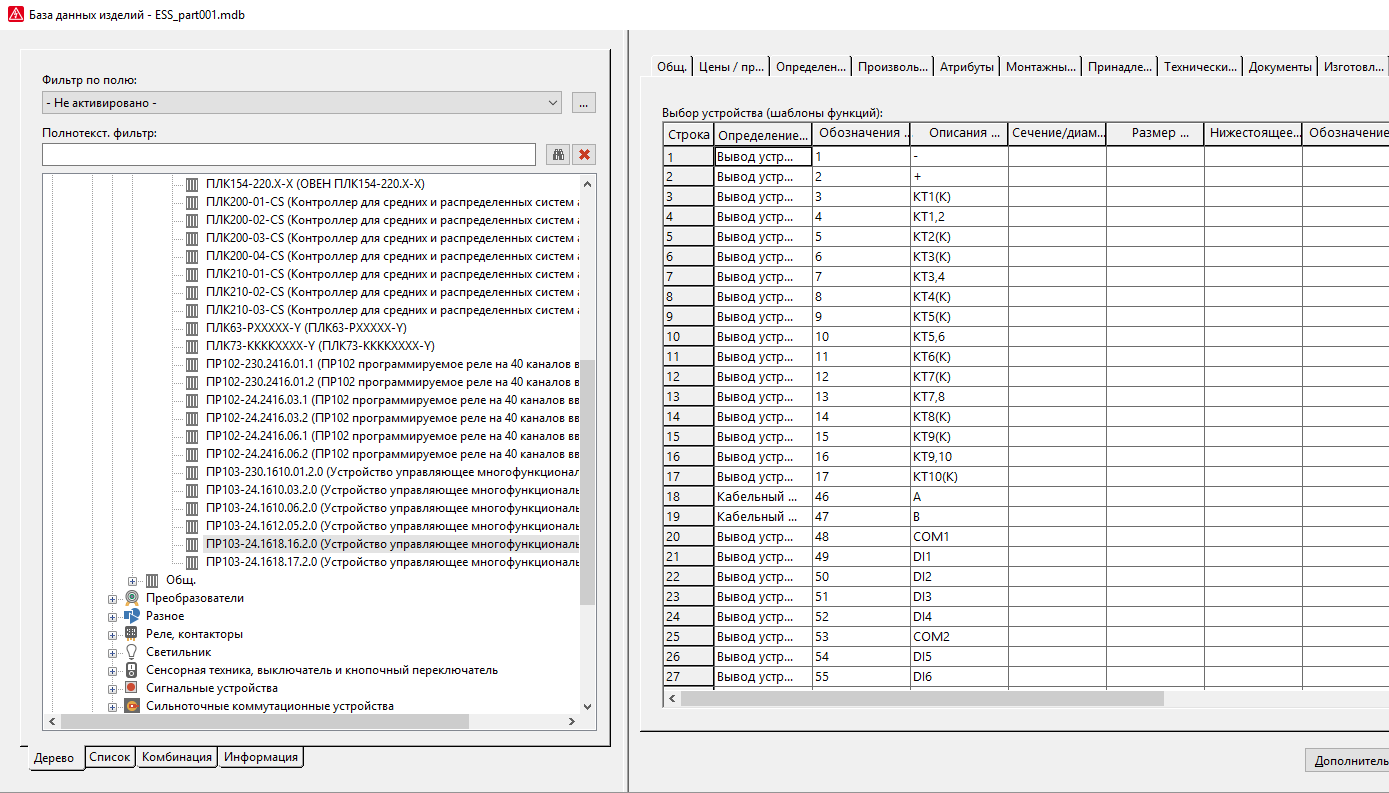 База данных изделий - ESS_part001.mdb
Фильтр по полю:
- Не активировано -
...
Полнотекст. фильтр:
ПЛК154-220.X-X (ОВЕН ПЛК154-220.X-X)
ПЛК200-01-CS (Контроллер для средних и распределенных систем а
ПЛК200-02-CS (Контроллер для средних и распределенных систем а
ПЛК200-03-CS (Контроллер для средних и распределенных систем а
ПЛК200-04-CS (Контроллер для средних и распределенных систем а
ПЛК210-01-CS (Контроллер для средних и распределенных систем а
ПЛК210-02-CS (Контроллер для средних и распределенных систем а
ПЛК210-03-CS (Контроллер для средних и распределенных систем а
ПЛК63-PXXXXX-Y (ПЛК63-PXXXXX-Y)
ПЛК73-KKKKXXXX-Y (ПЛК73-KKKKXXXX-Y)
ПР102-230.2416.01.1 (ПР102 программируемое реле на 40 каналов в
ПР102-230.2416.01.2 (ПР102 программируемое реле на 40 каналов в
ПР102-24.2416.03.1 (ПР102 программируемое реле на 40 каналов вв
ПР102-24.2416.03.2 (ПР102 программируемое реле на 40 каналов вв
ПР102-24.2416.06.1 (ПР102 программируемое реле на 40 каналов вв
ПР102-24.2416.06.2 (ПР102 программируемое реле на 40 каналов вв
ПР103-230.1610.01.2.0 (Устройство управляющее многофункционал
ПР103-24.1610.03.2.0 (Устройство управляющее многофункциональ
ПР103-24.1610.06.2.0 (Устройство управляющее многофункциональ
ПР103-24.1612.05.2.0 (Устройство управляющее многофункциональ
ПР103-24.1618.16.2.0 (Устройство управляющее многофункциональ
ПР103-24.1618.17.2.0 (Устройство управляющее многофункциональ
Общ.
Преобразователи
Разное
Реле, контакторы
Светильник
Сенсорная техника, выключатель и кнопочный переключатель
Сигнальные устройства
Сильноточные коммутационные устройства
Дерево Список Комбинация Информация
Общ. Цены / пр... Определен... Произволь... Атрибуты Монтажны... Принадле... Технически... Документы Изготовл...
Выбор устройства (шаблоны функций):
Строка Определение... Обозначения ... Описания ... Сечение/диам... Размер ... Нижестоящее... Обозначение
1 Вывод устр... 1 -
2 Вывод устр... 2 +
3 Вывод устр... 3 КТ1(К)
4 Вывод устр... 4 КТ1,2
5 Вывод устр... 5 КТ2(К)
6 Вывод устр... 6 КТ3(К)
7 Вывод устр... 7 КТ3,4
8 Вывод устр... 8 КТ4(К)
9 Вывод устр... 9 КТ5(К)
10 Вывод устр... 10 КТ5,6
11 Вывод устр... 11 КТ6(К)
12 Вывод устр... 12 КТ7(К)
13 Вывод устр... 13 КТ7,8
14 Вывод устр... 14 КТ8(К)
15 Вывод устр... 15 КТ9(К)
16 Вывод устр... 16 КТ9,10
17 Вывод устр... 17 КТ10(К)
18 Кабельный ... 46 A
19 Кабельный ... 47 B
20 Вывод устр... 48 COM1
21 Вывод устр... 49 DI1
22 Вывод устр... 50 DI2
23 Вывод устр... 51 DI3
24 Вывод устр... 52 DI4
25 Вывод устр... 53 COM2
26 Вывод устр... 54 DI5
27 Вывод устр... 55 DI6
Дополнитель